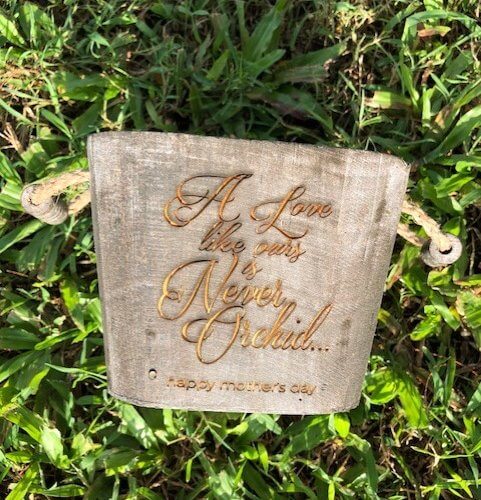 A Love
like ours
is
Never
Orchid...
happy mother's day